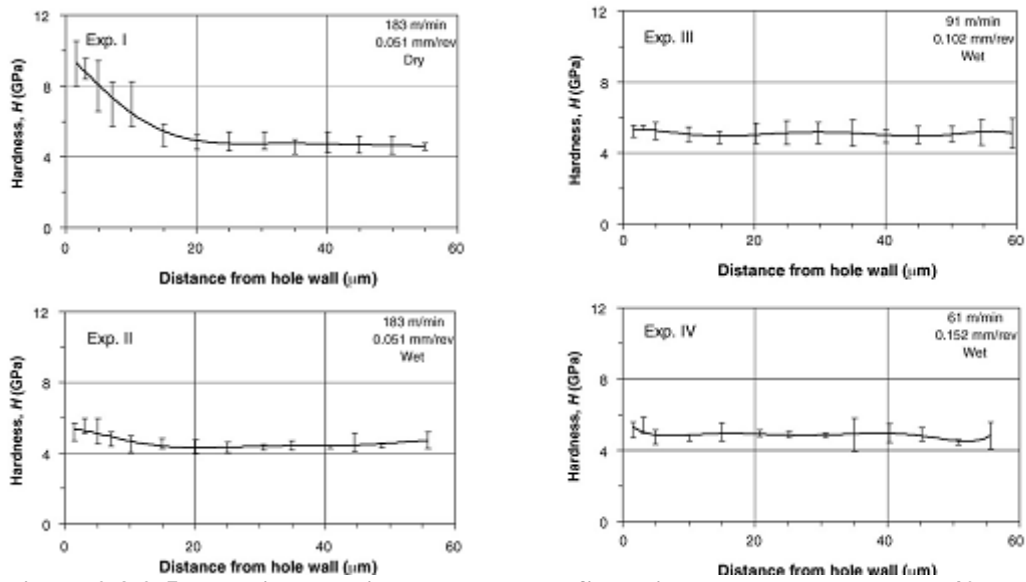 12
8
4
0
Hardness, H (GPa)
Exp. I
183 m/min
0.051 mm/rev
Dry
0 20 40 60
Distance from hole wall (μm)
12
8
4
0
Hardness, H (GPa)
Exp. III
91 m/min
0.102 mm/rev
Wet
0 20 40 60
Distance from hole wall (μm)
12
8
4
0
Hardness, H (GPa)
Exp. II
183 m/min
0.051 mm/rev
Wet
0 20 40 60
Distance from hole wall (μm)
12
8
4
0
Hardness, H (GPa)
Exp. IV
61 m/min
0.152 mm/rev
Wet
0 20 40 60
Distance from hole wall (μm)